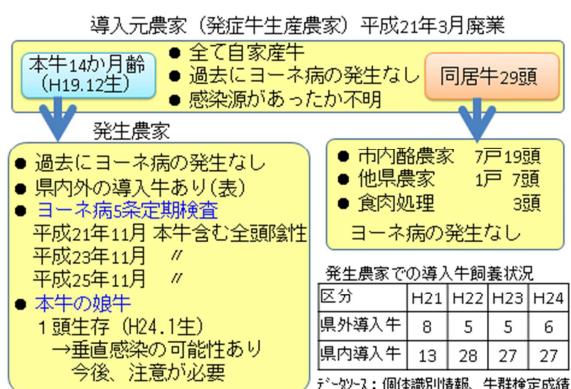 導入元農家（発症牛生産農家）平成21年3月廃業
本牛14か月齢
（H19.12生）
● 全て自家産牛
● 過去にヨーネ病の発生なし
● 感染源があったか不明
同居牛29頭
発生農家
● 過去にヨーネ病の発生なし
● 県内外の導入牛あり（表）
● ヨーネ病5条定期検査
平成21年11月 本牛含む全頭陰性
平成23年11月 〃
平成25年11月 〃
● 本牛の娘牛
1頭生存（H24.1生）
→垂直感染の可能性あり
今後、注意が必要
● 市内酪農家 7戸19頭
● 他県農家 1戸 7頭
● 食肉処理 3頭
ヨーネ病の発生なし
発生農家での導入牛飼養状況
区分 H21 H22 H23 H24
県外導入牛 8 5 5 6
県内導入牛 13 28 27 27
データソース：個体識別情報、牛群検定成績